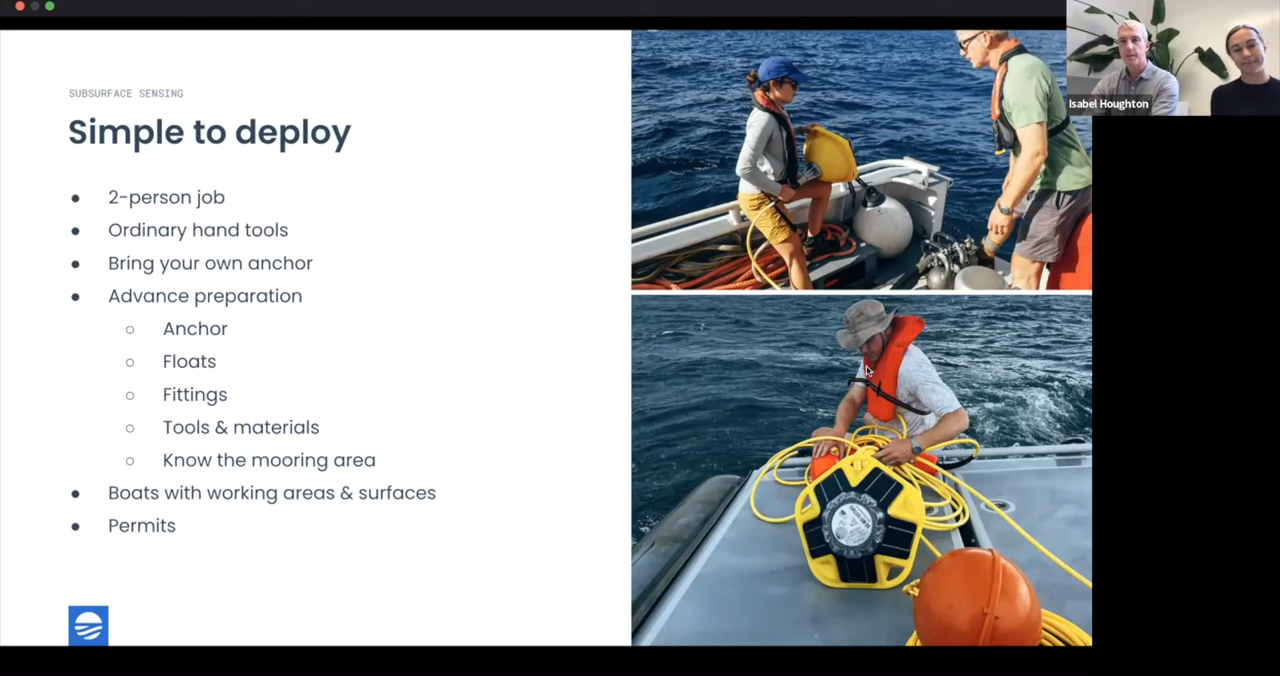 SUBSURFACE SENSING
Simple to deploy
● 2-person job
● Ordinary hand tools
● Bring your own anchor
● Advance preparation
○ Anchor
○ Floats
○ Fittings
○ Tools & materials
○ Know the mooring area
● Boats with working areas & surfaces
● Permits
Isabel Houghton